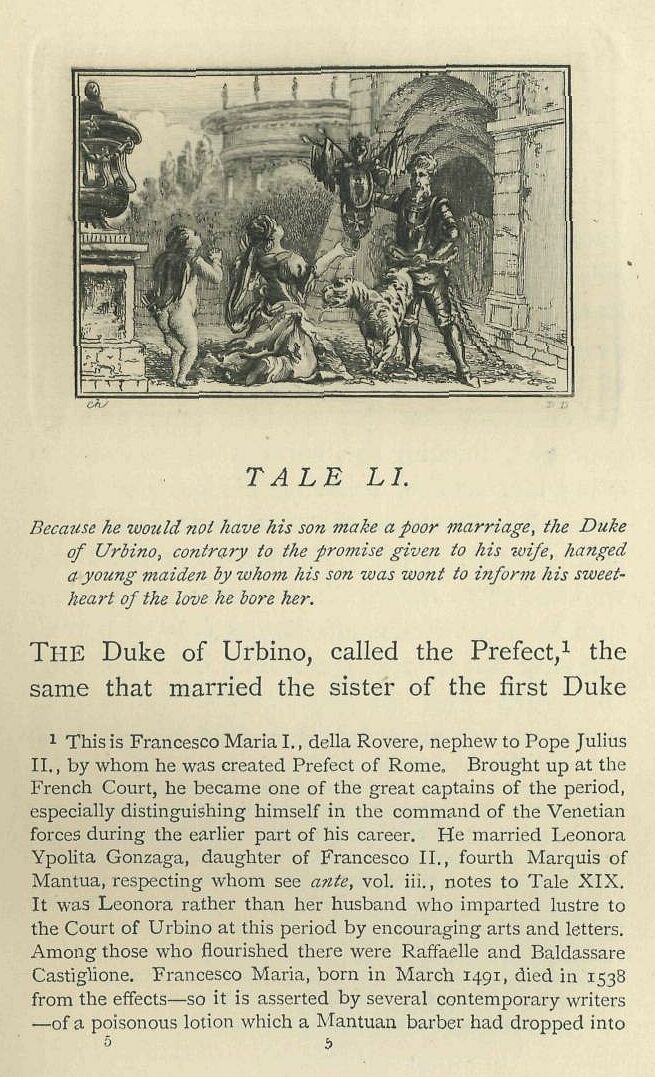 ch
D D
TALE LI.
Because he would not have his son make a poor marriage, the Duke
of Urbino, contrary to the promise given to his wife, hanged
a young maiden by whom his son was wont to inform his sweet-
heart of the love he bore her.
THE Duke of Urbino, called the Prefect,¹ the
same that married the sister of the first Duke
¹ This is Francesco Maria I., della Rovere, nephew to Pope Julius
II., by whom he was created Prefect of Rome. Brought up at the
French Court, he became one of the great captains of the period,
especially distinguishing himself in the command of the Venetian
forces during the earlier part of his career. He married Leonora
Ypolita Gonzaga, daughter of Francesco II., fourth Marquis of
Mantua, respecting whom see ante, vol. iii., notes to Tale XIX.
It was Leonora rather than her husband who imparted lustre to
the Court of Urbino at this period by encouraging arts and letters.
Among those who flourished there were Raffaelle and Baldassare
Castiglione. Francesco Maria, born in March 1491, died in 1538
from the effects—so it is asserted by several contemporary writers
—of a poisonous lotion which a Mantuan barber had dropped into
5 5